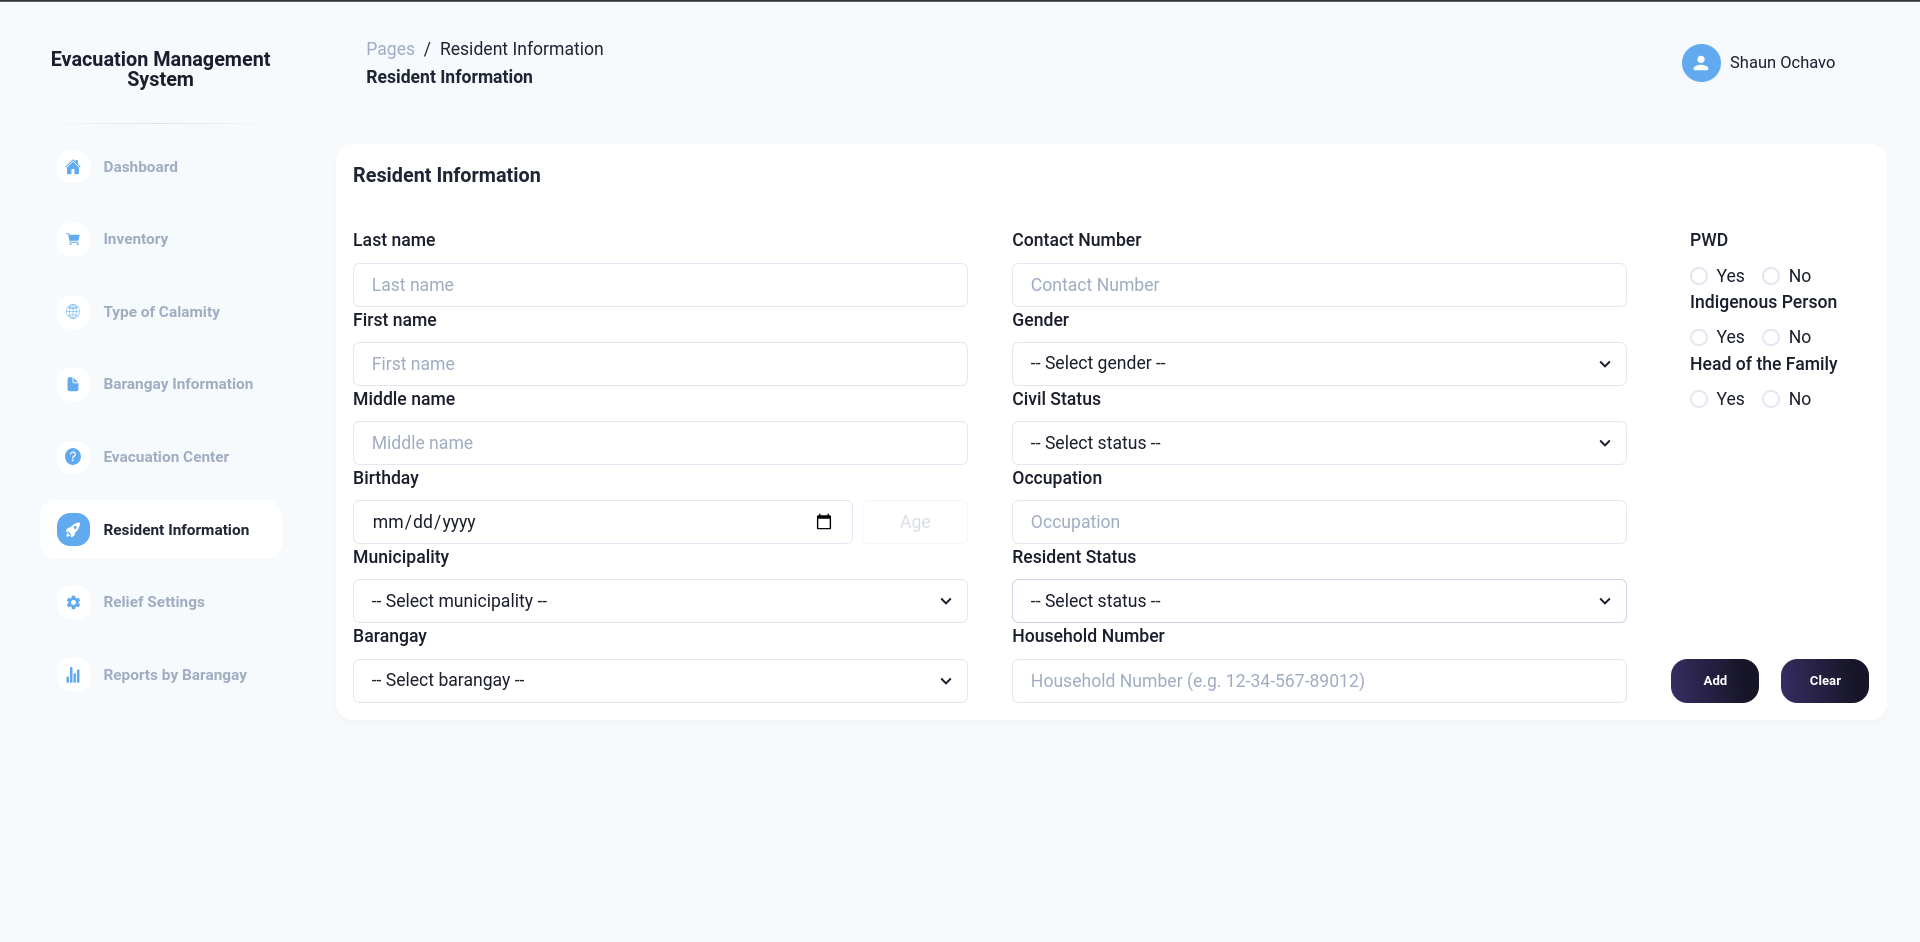 Evacuation Management
System
Dashboard
Inventory
Type of Calamity
Barangay Information
Evacuation Center
Resident Information
Relief Settings
Reports by Barangay
Pages / Resident Information
Resident Information
Shaun Ochavo
Resident Information
Last name
Last name
First name
First name
Middle name
Middle name
Birthday
mm/dd/yyyy
Age
Municipality
-- Select municipality --
Barangay
-- Select barangay --
Contact Number
Contact Number
Gender
-- Select gender --
Civil Status
-- Select status --
Occupation
Occupation
Resident Status
-- Select status --
Household Number
Household Number (e.g. 12-34-567-89012)
PWD
Yes No
Indigenous Person
Yes No
Head of the Family
Yes No
Add Clear